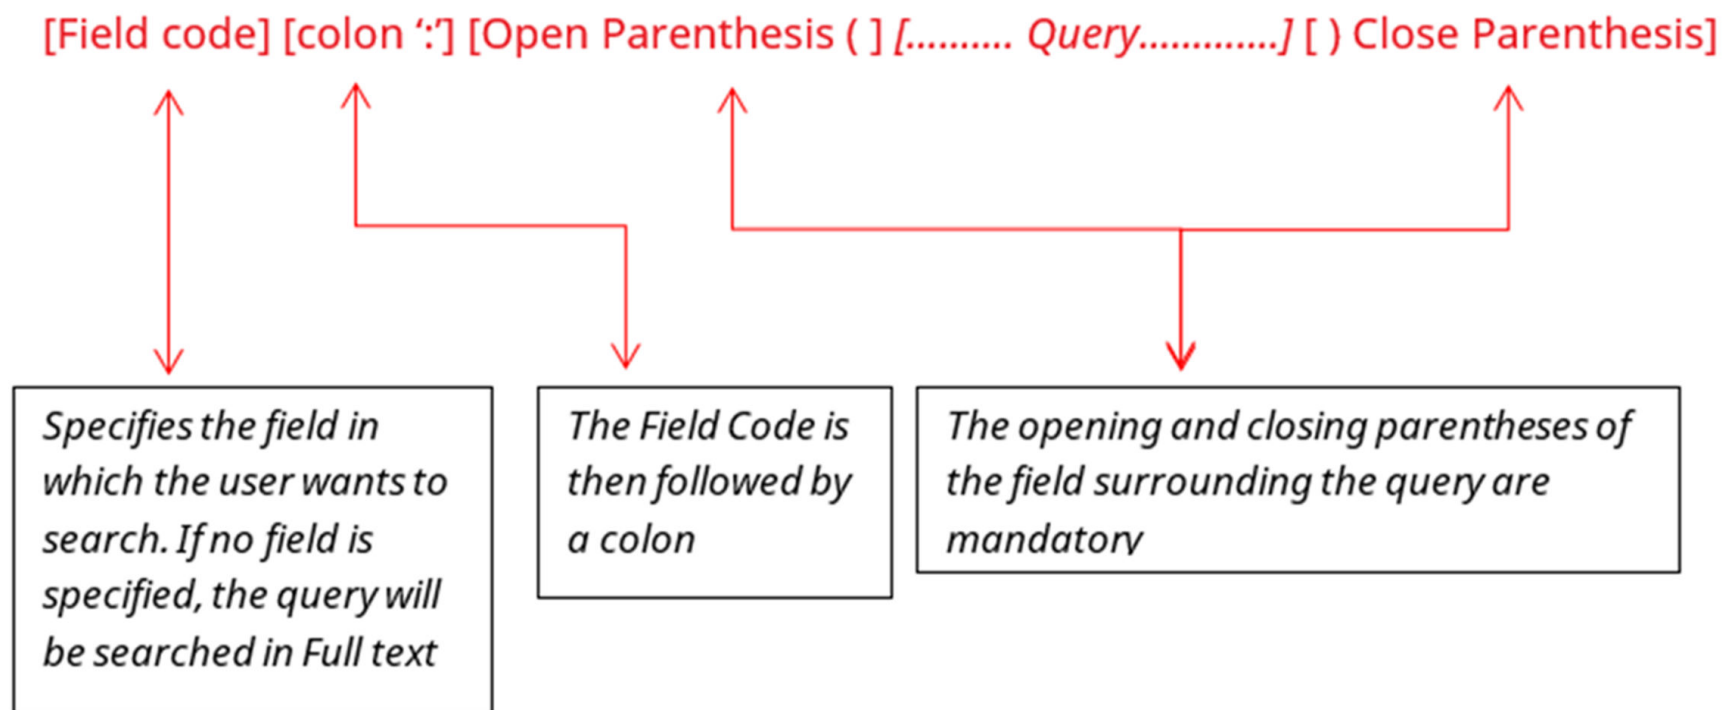 [Field code] [colon ‘:’] [Open Parenthesis ( ] [.......... Query.............] [ ) Close Parenthesis]
Specifies the field in
which the user wants to
search. If no field is
specified, the query will
be searched in Full text
The Field Code is
then followed by
a colon
The opening and closing parentheses of
the field surrounding the query are
mandatory